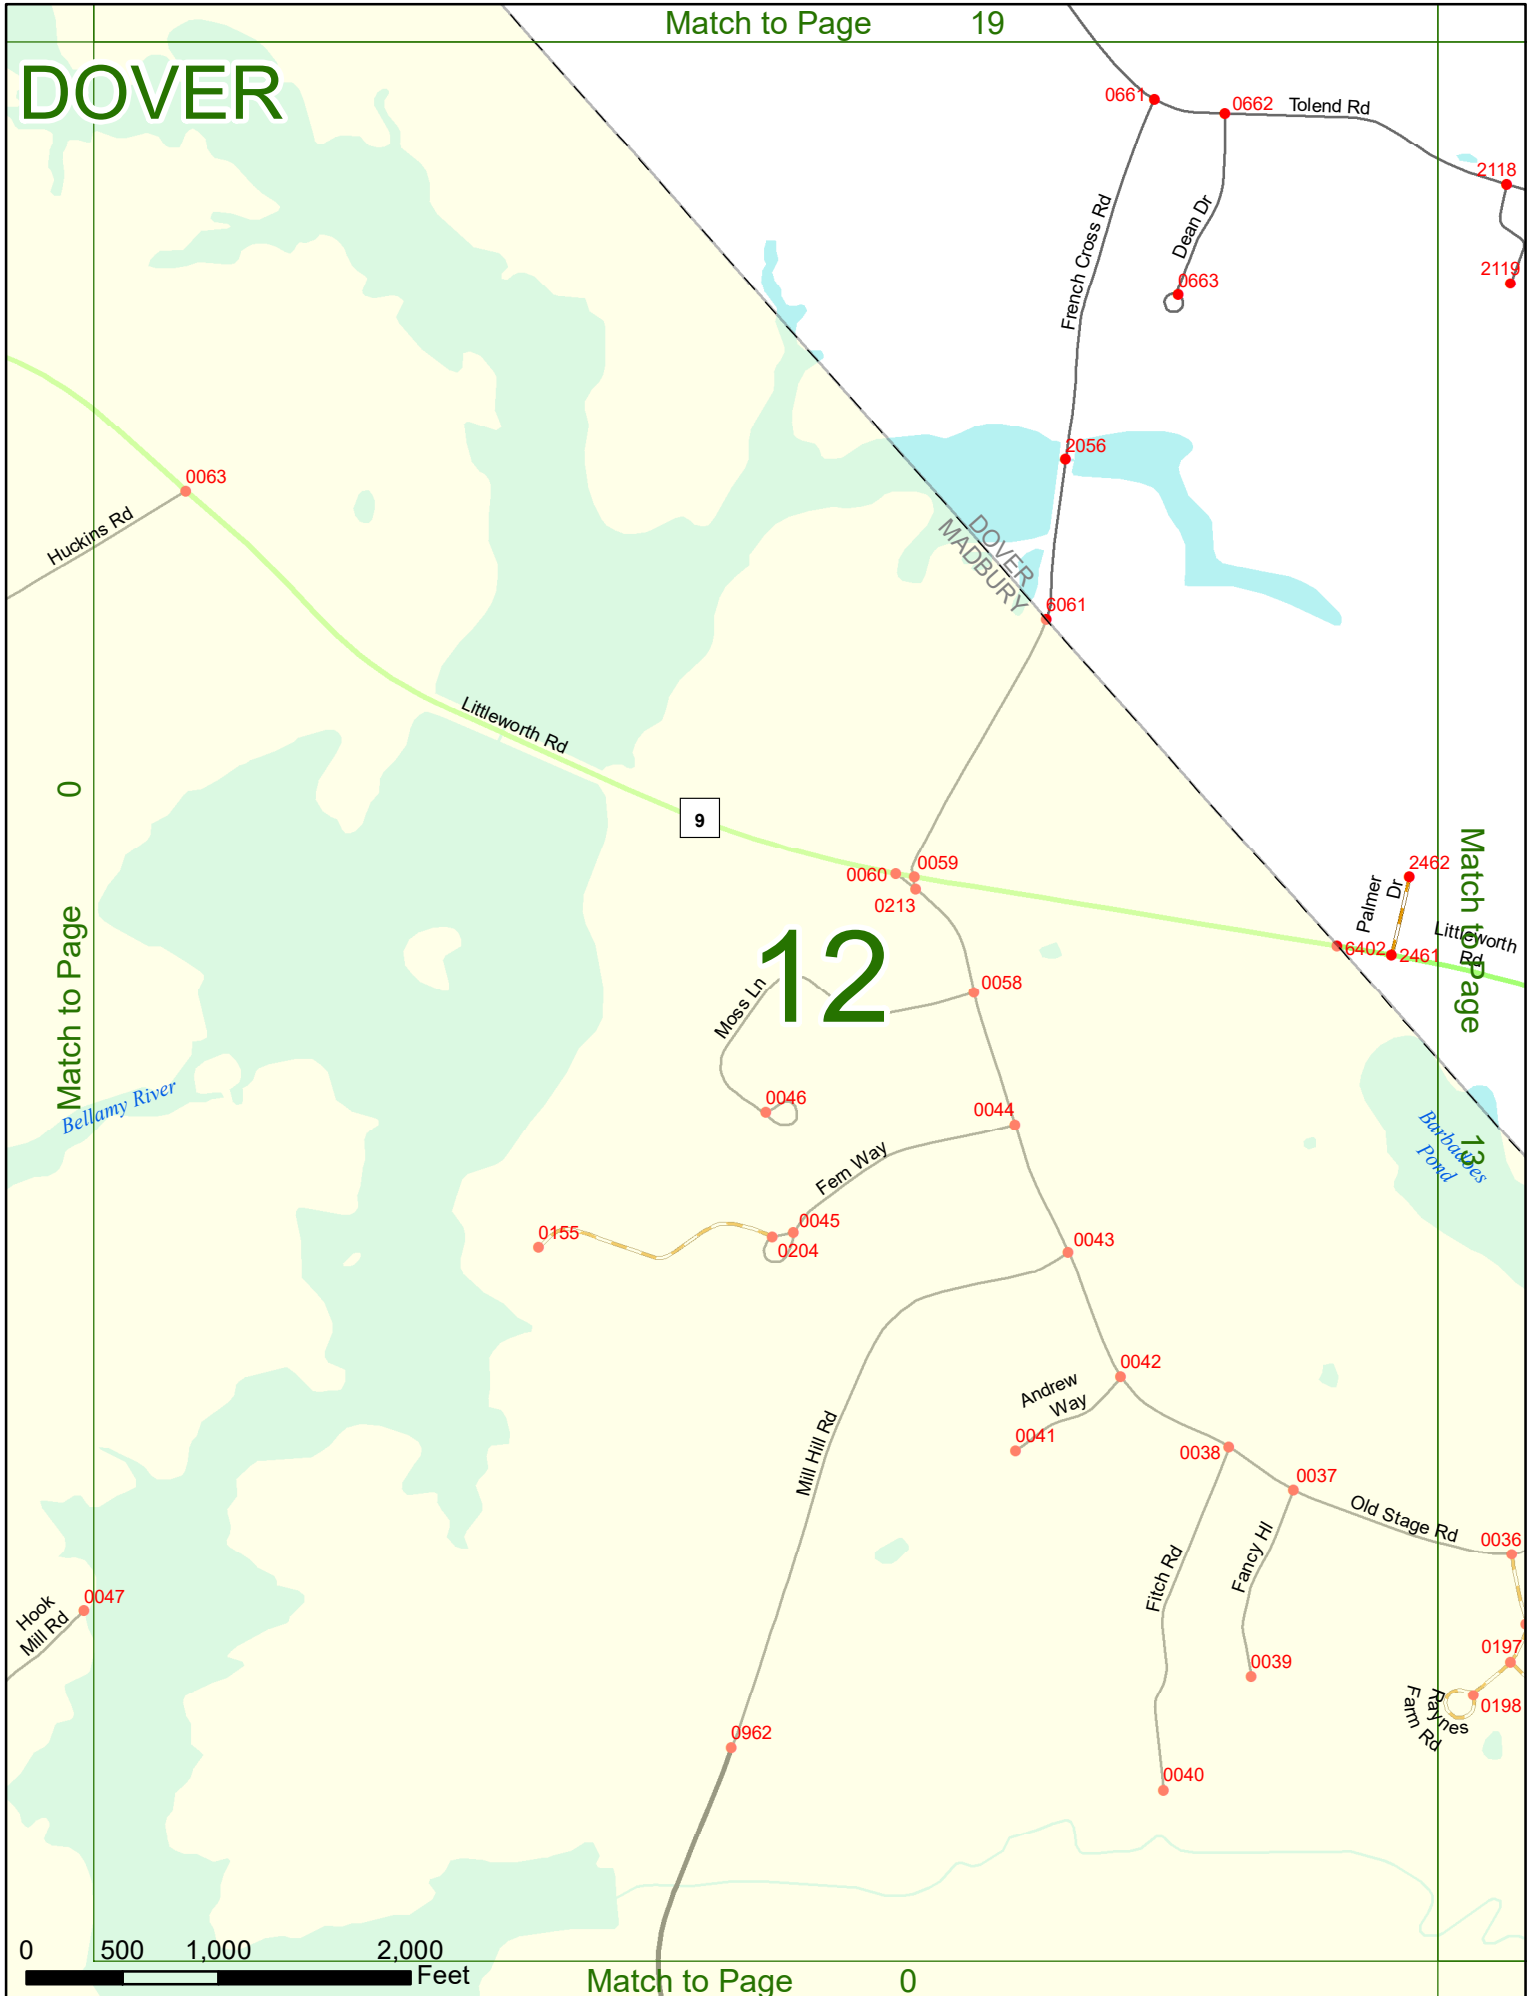 Match to Page 19
DOVER
0661
0662
Tolend Rd
2118
French Cross Rd
Dean Dr
2119
0663
2056
0063
Huckins Rd
DOVER
MADBURY
6061
Littleworth Rd
0
9
0059
0060
0213
2462
Palmer
Dr
Match to Page
6402
2461
Littleworth
Rd
12
Match to Page
Moss Ln
0058
Bellamy River
0046
0044
Barbadoes
Pond
13
Fern Way
0045
0155
0204
0043
0042
Andrew
Way
0041
0038
0037
Mill Hill Rd
Old Stage Rd
0036
Fitch Rd
Fancy Hl
Hook
Mill Rd
0047
0197
0039
Raynes
Farm Rd
0198
0962
0040
0 500 1,000 2,000
Feet
Match to Page 0